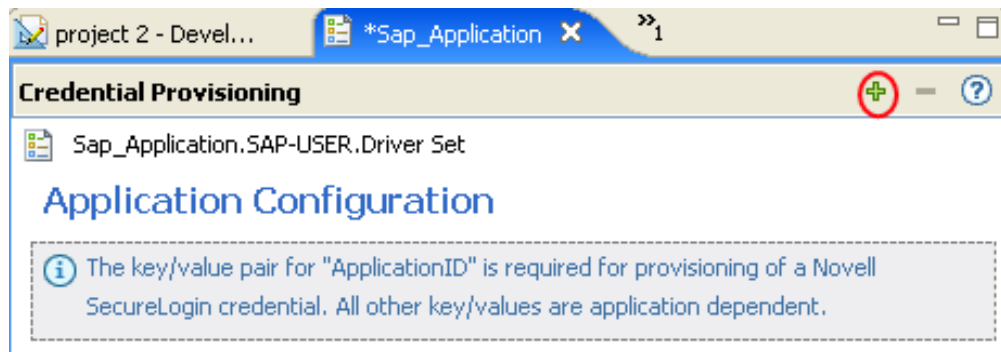 project 2 - Devel...
*Sap_Application
»1
Credential Provisioning
Sap_Application.SAP-USER.Driver Set
Application Configuration
The key/value pair for "ApplicationID" is required for provisioning of a Novell
SecureLogin credential. All other key/values are application dependent.